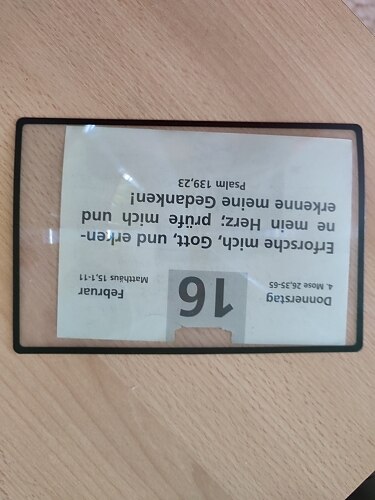 Donnerstag
4. Mose 26,35-65
16
Februar
Matthäus 15,1-11
Erforsche mich, Gott, und erken-
ne mein Herz; prüfe mich und
erkenne meine Gedanken!
Psalm 139,23